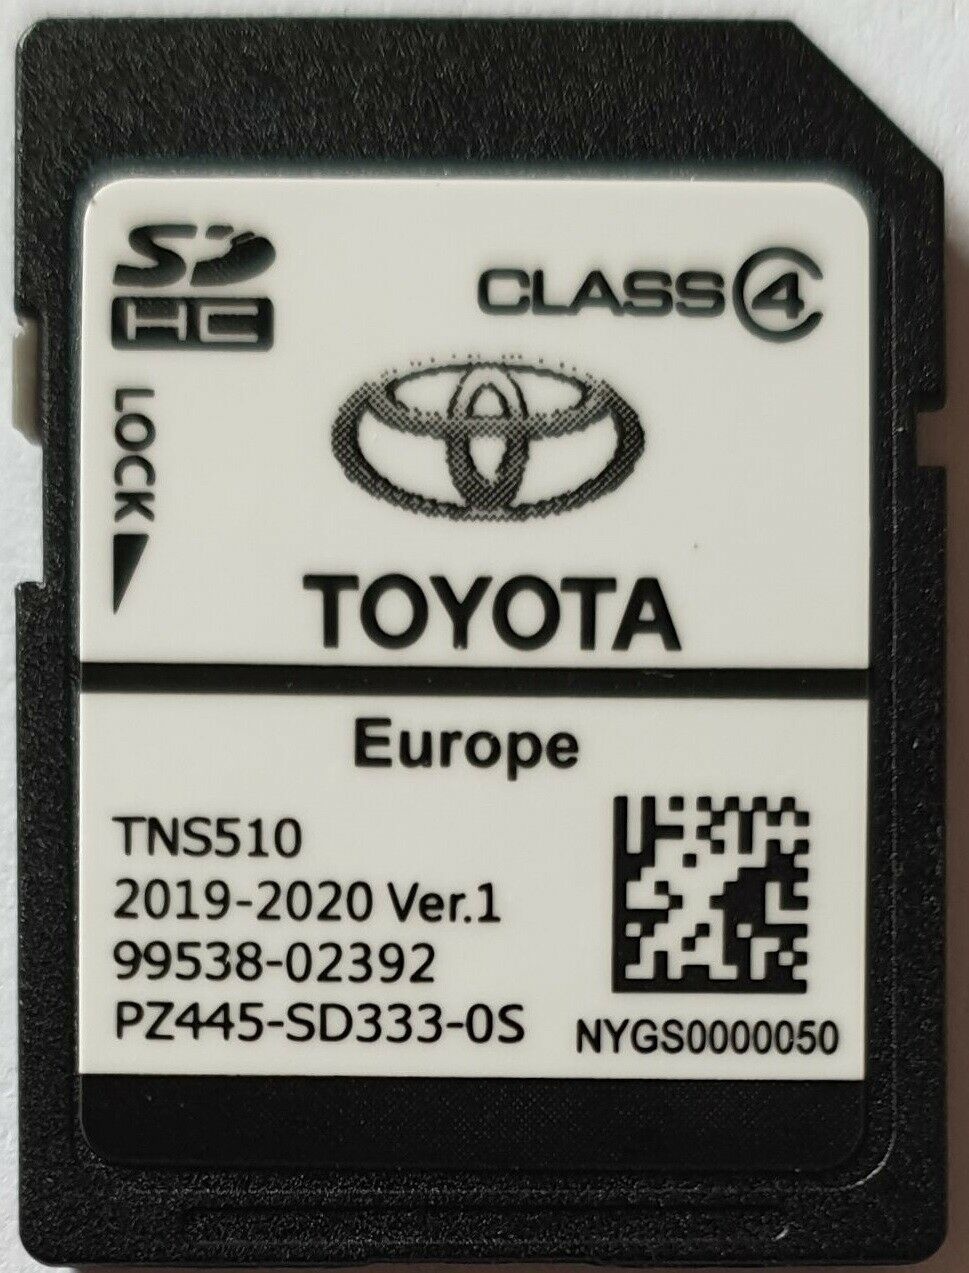 SD
HC
CLASS 4
LOCK
TOYOTA
Europe
TNS510
2019-2020 Ver.1
99538-02392
PZ445-SD333-0S
NYGS0000050